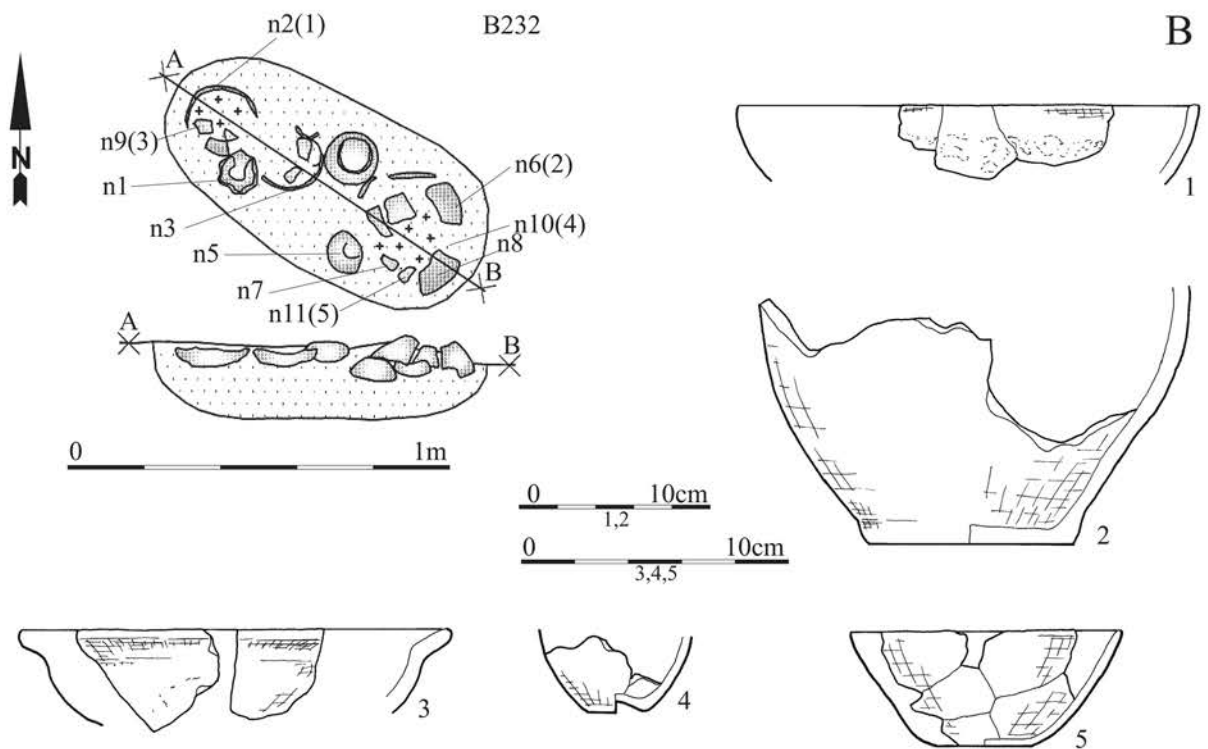 B232
B
n2(1)
A
N
n9(3)
n1
n3
n5
n7
n11(5)
n6(2)
n10(4)
n8
B
A
B
0 1m
0 10cm
1,2
0 10cm
3,4,5
1
2
3
4
5